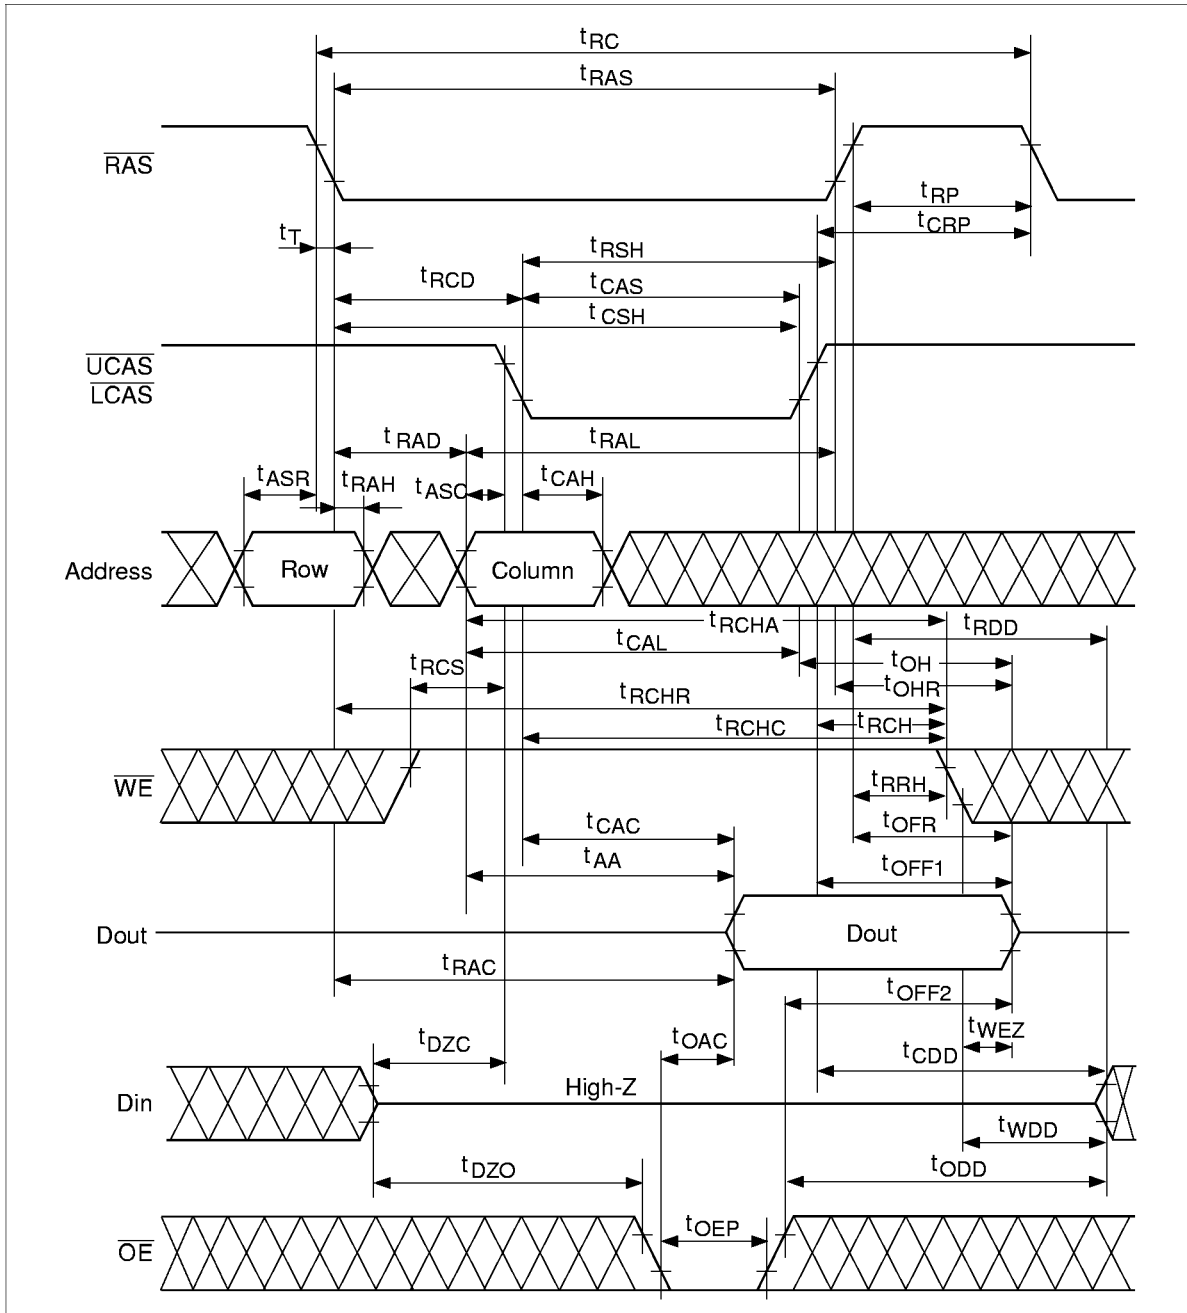 tRC
tRAS
RAS
tRP
tCRP
tT
tRSH
tRCD
tCAS
tCSH
UCAS
LCAS
tRAD
tRAL
tASR
tRAH
tASC
tCAH
Address
Row
Column
tRCHA
tRDD
tCAL
tOH
tRCS
tOHR
tRCHR
tRCH
tRCHC
WE
tRRH
tCAC
tOFR
tAA
tOFF1
Dout
Dout
tRAC
tOFF2
tWEZ
tDZC
tOAC
tCDD
High-Z
Din
tWDD
tDZO
tODD
tOEP
OE